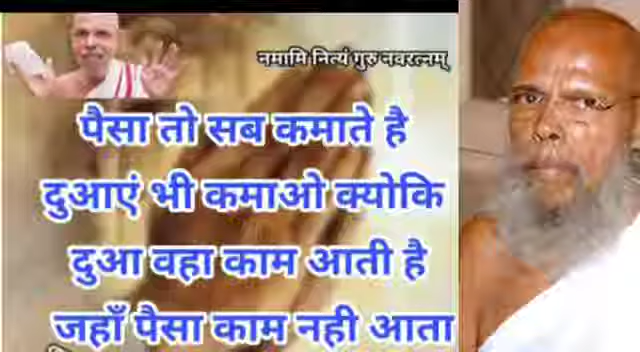 नमामि नित्यं गुरु नवरत्नम्
पैसा तो सब कमाते है
दुआएं भी कमाओ क्योकि
दुआ वहा काम आती है
जहाँ पैसा काम नही आता